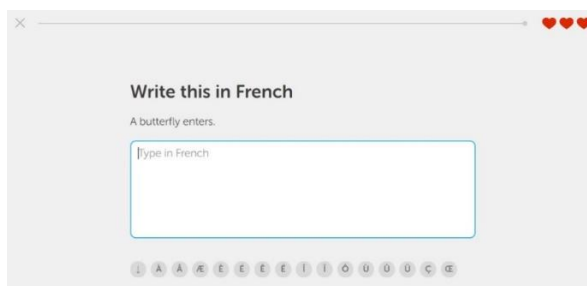 Write this in French
A butterfly enters.
Type in French
↓ À Â Æ È É Ê Ë Î Ï Ô Ù Û Ü Ç Œ